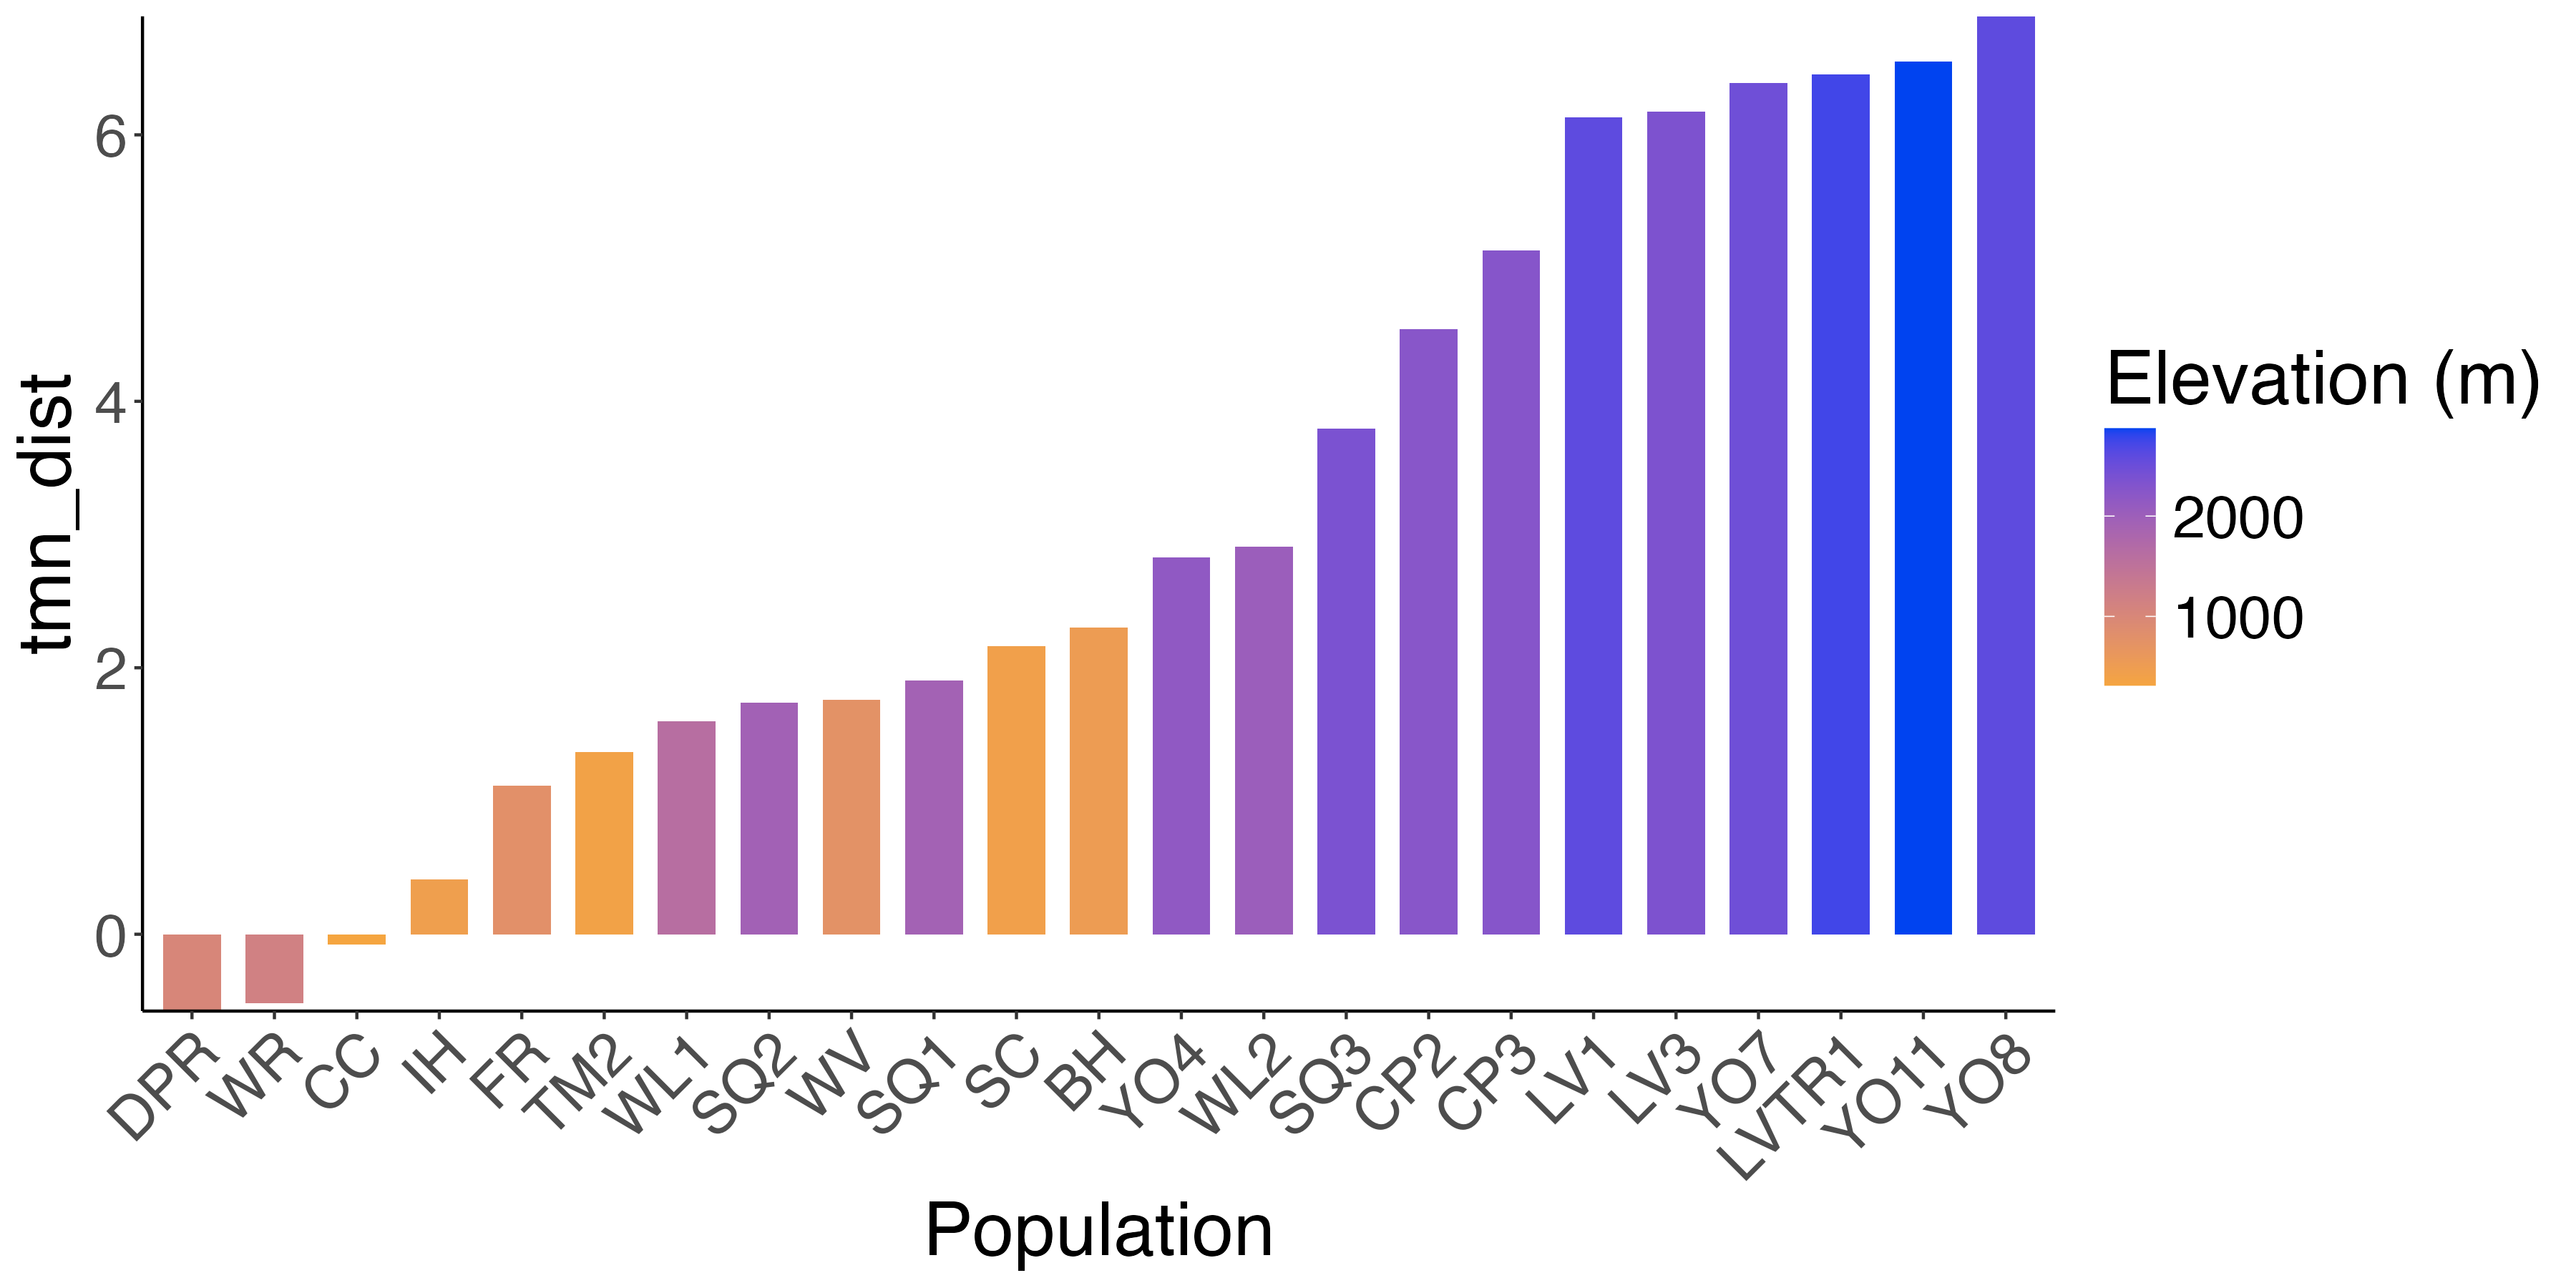 tmn_dist
6
4
2
0
DPR
WR
CC
IH
FR
TM2
WL1
SQ2
WV
SQ1
SC
BH
YO4
WL2
SQ3
CP2
CP3
LV1
LV3
YO7
LVTR1
YO11
YO8
Population
Elevation (m)
2000
1000